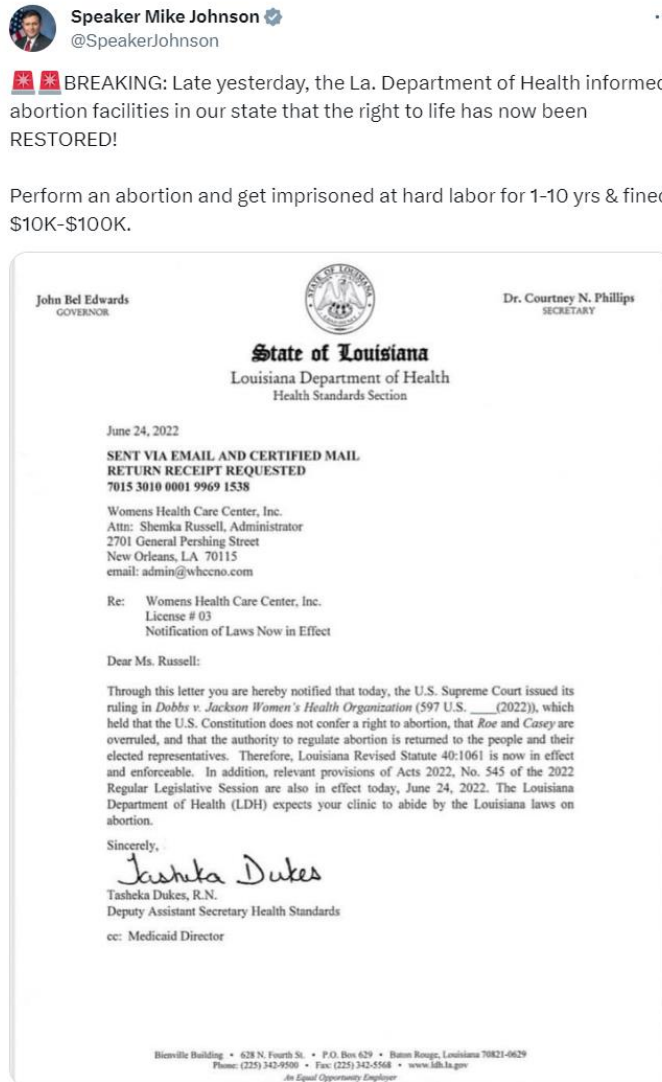 Speaker Mike Johnson
@SpeakerJohnson
BREAKING: Late yesterday, the La. Department of Health informed
abortion facilities in our state that the right to life has now been
RESTORED!
Perform an abortion and get imprisoned at hard labor for 1-10 yrs & fined
$10K-$100K.
John Bel Edwards
GOVERNOR
Dr. Courtney N. Phillips
SECRETARY
STATE OF LOUISIANA
State of Louisiana
Louisiana Department of Health
Health Standards Section
June 24, 2022
SENT VIA EMAIL AND CERTIFIED MAIL
RETURN RECEIPT REQUESTED
7015 3010 0001 9969 1538
Womens Health Care Center, Inc.
Attn: Shemka Russell, Administrator
2701 General Pershing Street
New Orleans, LA 70115
email: admin@whccno.com
Re: Womens Health Care Center, Inc.
License # 03
Notification of Laws Now in Effect
Dear Ms. Russell:
Through this letter you are hereby notified that today, the U.S. Supreme Court issued its
ruling in Dobbs v. Jackson Women's Health Organization (597 U.S. ____(2022)), which
held that the U.S. Constitution does not confer a right to abortion, that Roe and Casey are
overruled, and that the authority to regulate abortion is returned to the people and their
elected representatives. Therefore, Louisiana Revised Statute 40:1061 is now in effect
and enforceable. In addition, relevant provisions of Acts 2022, No. 545 of the 2022
Regular Legislative Session are also in effect today, June 24, 2022. The Louisiana
Department of Health (LDH) expects your clinic to abide by the Louisiana laws on
abortion.
Sincerely,
Tasheka Dukes
Tasheka Dukes, R.N.
Deputy Assistant Secretary Health Standards
cc: Medicaid Director
Bienville Building • 628 N. Fourth St. • P.O. Box 629 • Baton Rouge, Louisiana 70821-0629
Phone: (225) 342-9500 • Fax: (225) 342-5568 • www.ldh.la.gov
An Equal Opportunity Employer